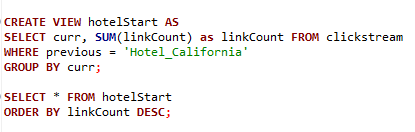 CREATE VIEW hotelStart AS
SELECT curr, SUM(linkCount) as linkCount FROM clickstream
WHERE previous = 'Hotel_California'
GROUP BY curr;
SELECT * FROM hotelStart
ORDER BY linkCount DESC;